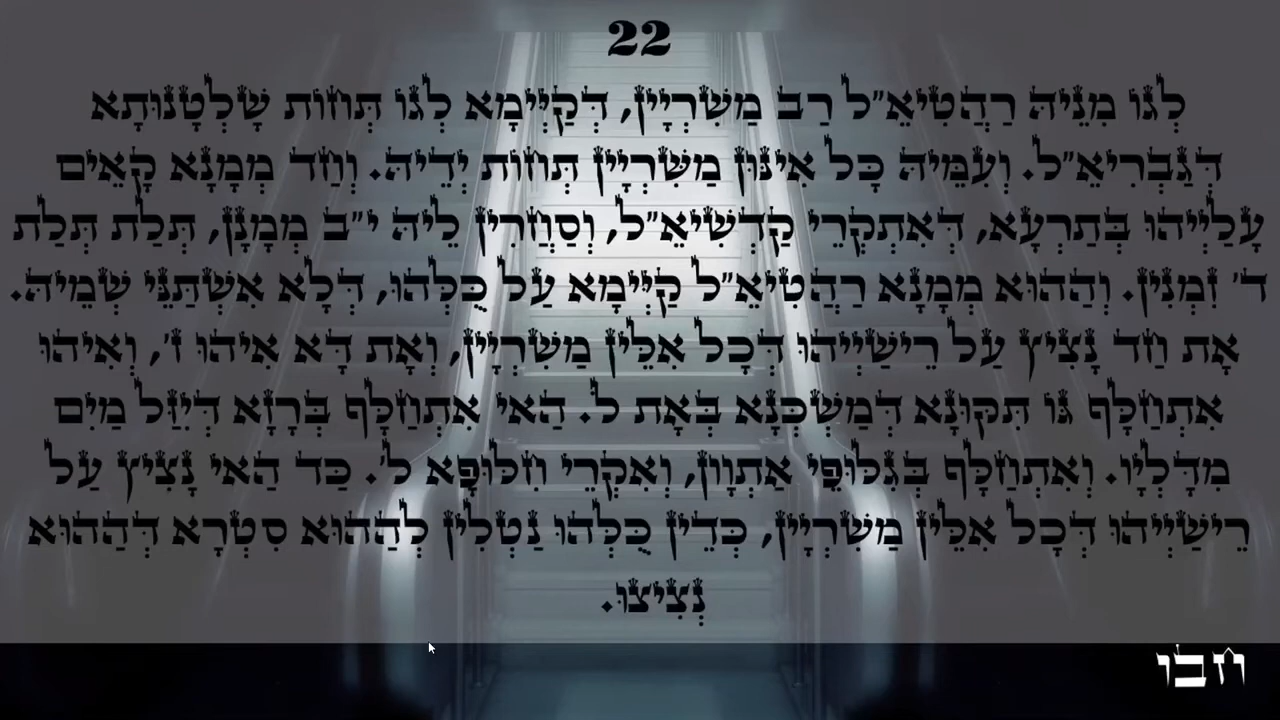 22
לְגוֹ מִנֵּיהּ רַהֲטִיאֵ״ל רַב מַשִּׁרְיָין, דְּקַיְּימָא לְגוֹ תְּחוֹת שָׁלְטָנוּתָא
דְּגַבְרִיאֵ״ל. וְעִמֵּיהּ כָּל אִינּוּן מַשִּׁרְיָין תְּחוֹת יְדֵיהּ. וְחַד מְמָנָא קָאֵים
עָלַיְיהוּ בְּתַרְעָא, דְּאִתְקְרֵי קַדְשִׁיאֵ״ל, וְסַוחֲרִין לֵיהּ י״ב מְמָנָן, תְּלַת תְּלַת
ד׳ זִמְנִין. וְהַהוּא מְמָנָא רַהֲטִיאֵ״ל קַיְּימָא עַל כֻּלְּהוּ, דְּלָא אִשְׁתַּנֵּי שְׁמֵיהּ.
אָת חַד נָצִיץ עַל רֵישַׁיְיהוּ דְּכָל אִלֵּין מַשִּׁרְיָין, וְאָת דָּא אִיהוּ ז׳, וְאִיהוּ
אִתְחַלָּף גּוֹ תִּקּוּנָא דְּמַשְׁכְּנָא בְּאָת ל׳. הַאי אִתְחַלָּף בְּרָזָא דְּיִזַּל מַיִם
מִדָּלְיָו. וְאִתְחַלָּף בְּגִלּוּפֵי אַתְוָון, וְאִקְרֵי חִלּוּפָא ל׳. כַּד הַאי נָצִיץ עַל
רֵישַׁיְיהוּ דְּכָל אִלֵּין מַשִּׁרְיָין, כְּדֵין כֻּלְּהוּ נַטְלִין לְהַהוּא סִטְרָא דְּהַהוּא
נְצִיצוּ.